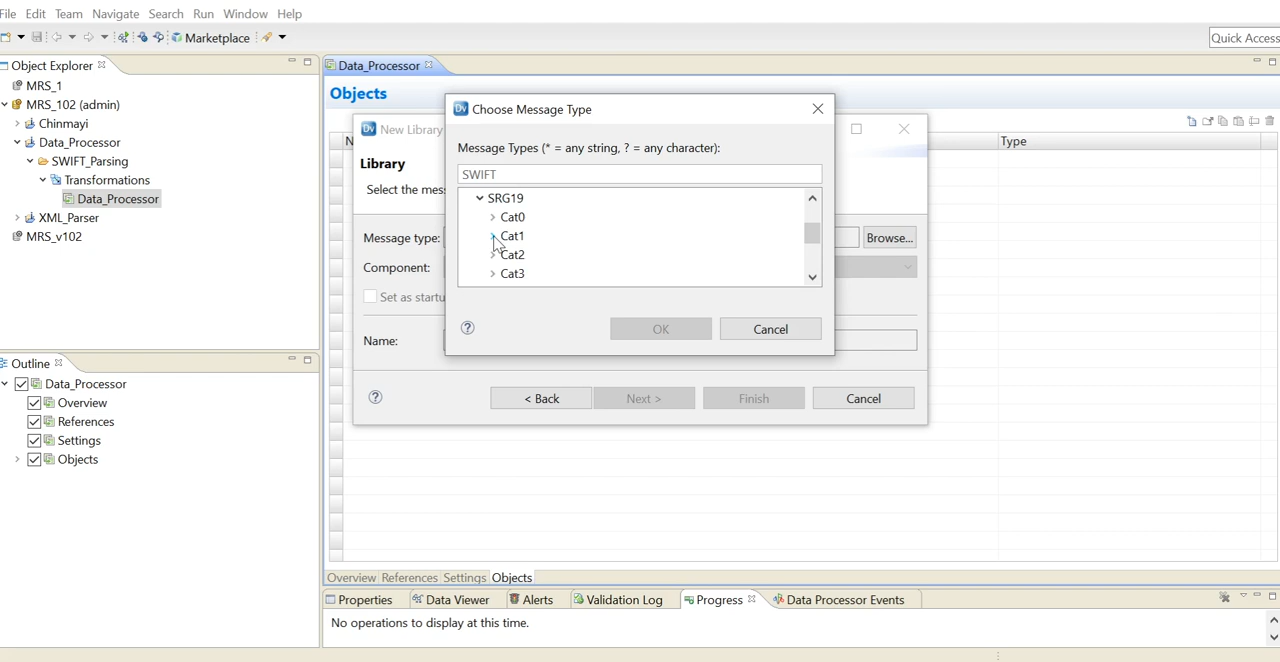 File Edit Team Navigate Search Run Window Help
Marketplace
Quick Access
Object Explorer
MRS_1
MRS_102 (admin)
Chinmayi
Data_Processor
SWIFT_Parsing
Transformations
Data_Processor
XML_Parser
MRS_v102
Outline
Data_Processor
Overview
References
Settings
Objects
Data_Processor
Objects
Type
Dv New Library
Library
Select the mes
Message type:
Browse...
Component:
Set as startu
Name:
< Back Next > Finish Cancel
Dv Choose Message Type
Message Types (* = any string, ? = any character):
SWIFT
SRG19
Cat0
Cat1
Cat2
Cat3
OK Cancel
Overview References Settings Objects
Properties Data Viewer Alerts Validation Log Progress Data Processor Events
No operations to display at this time.